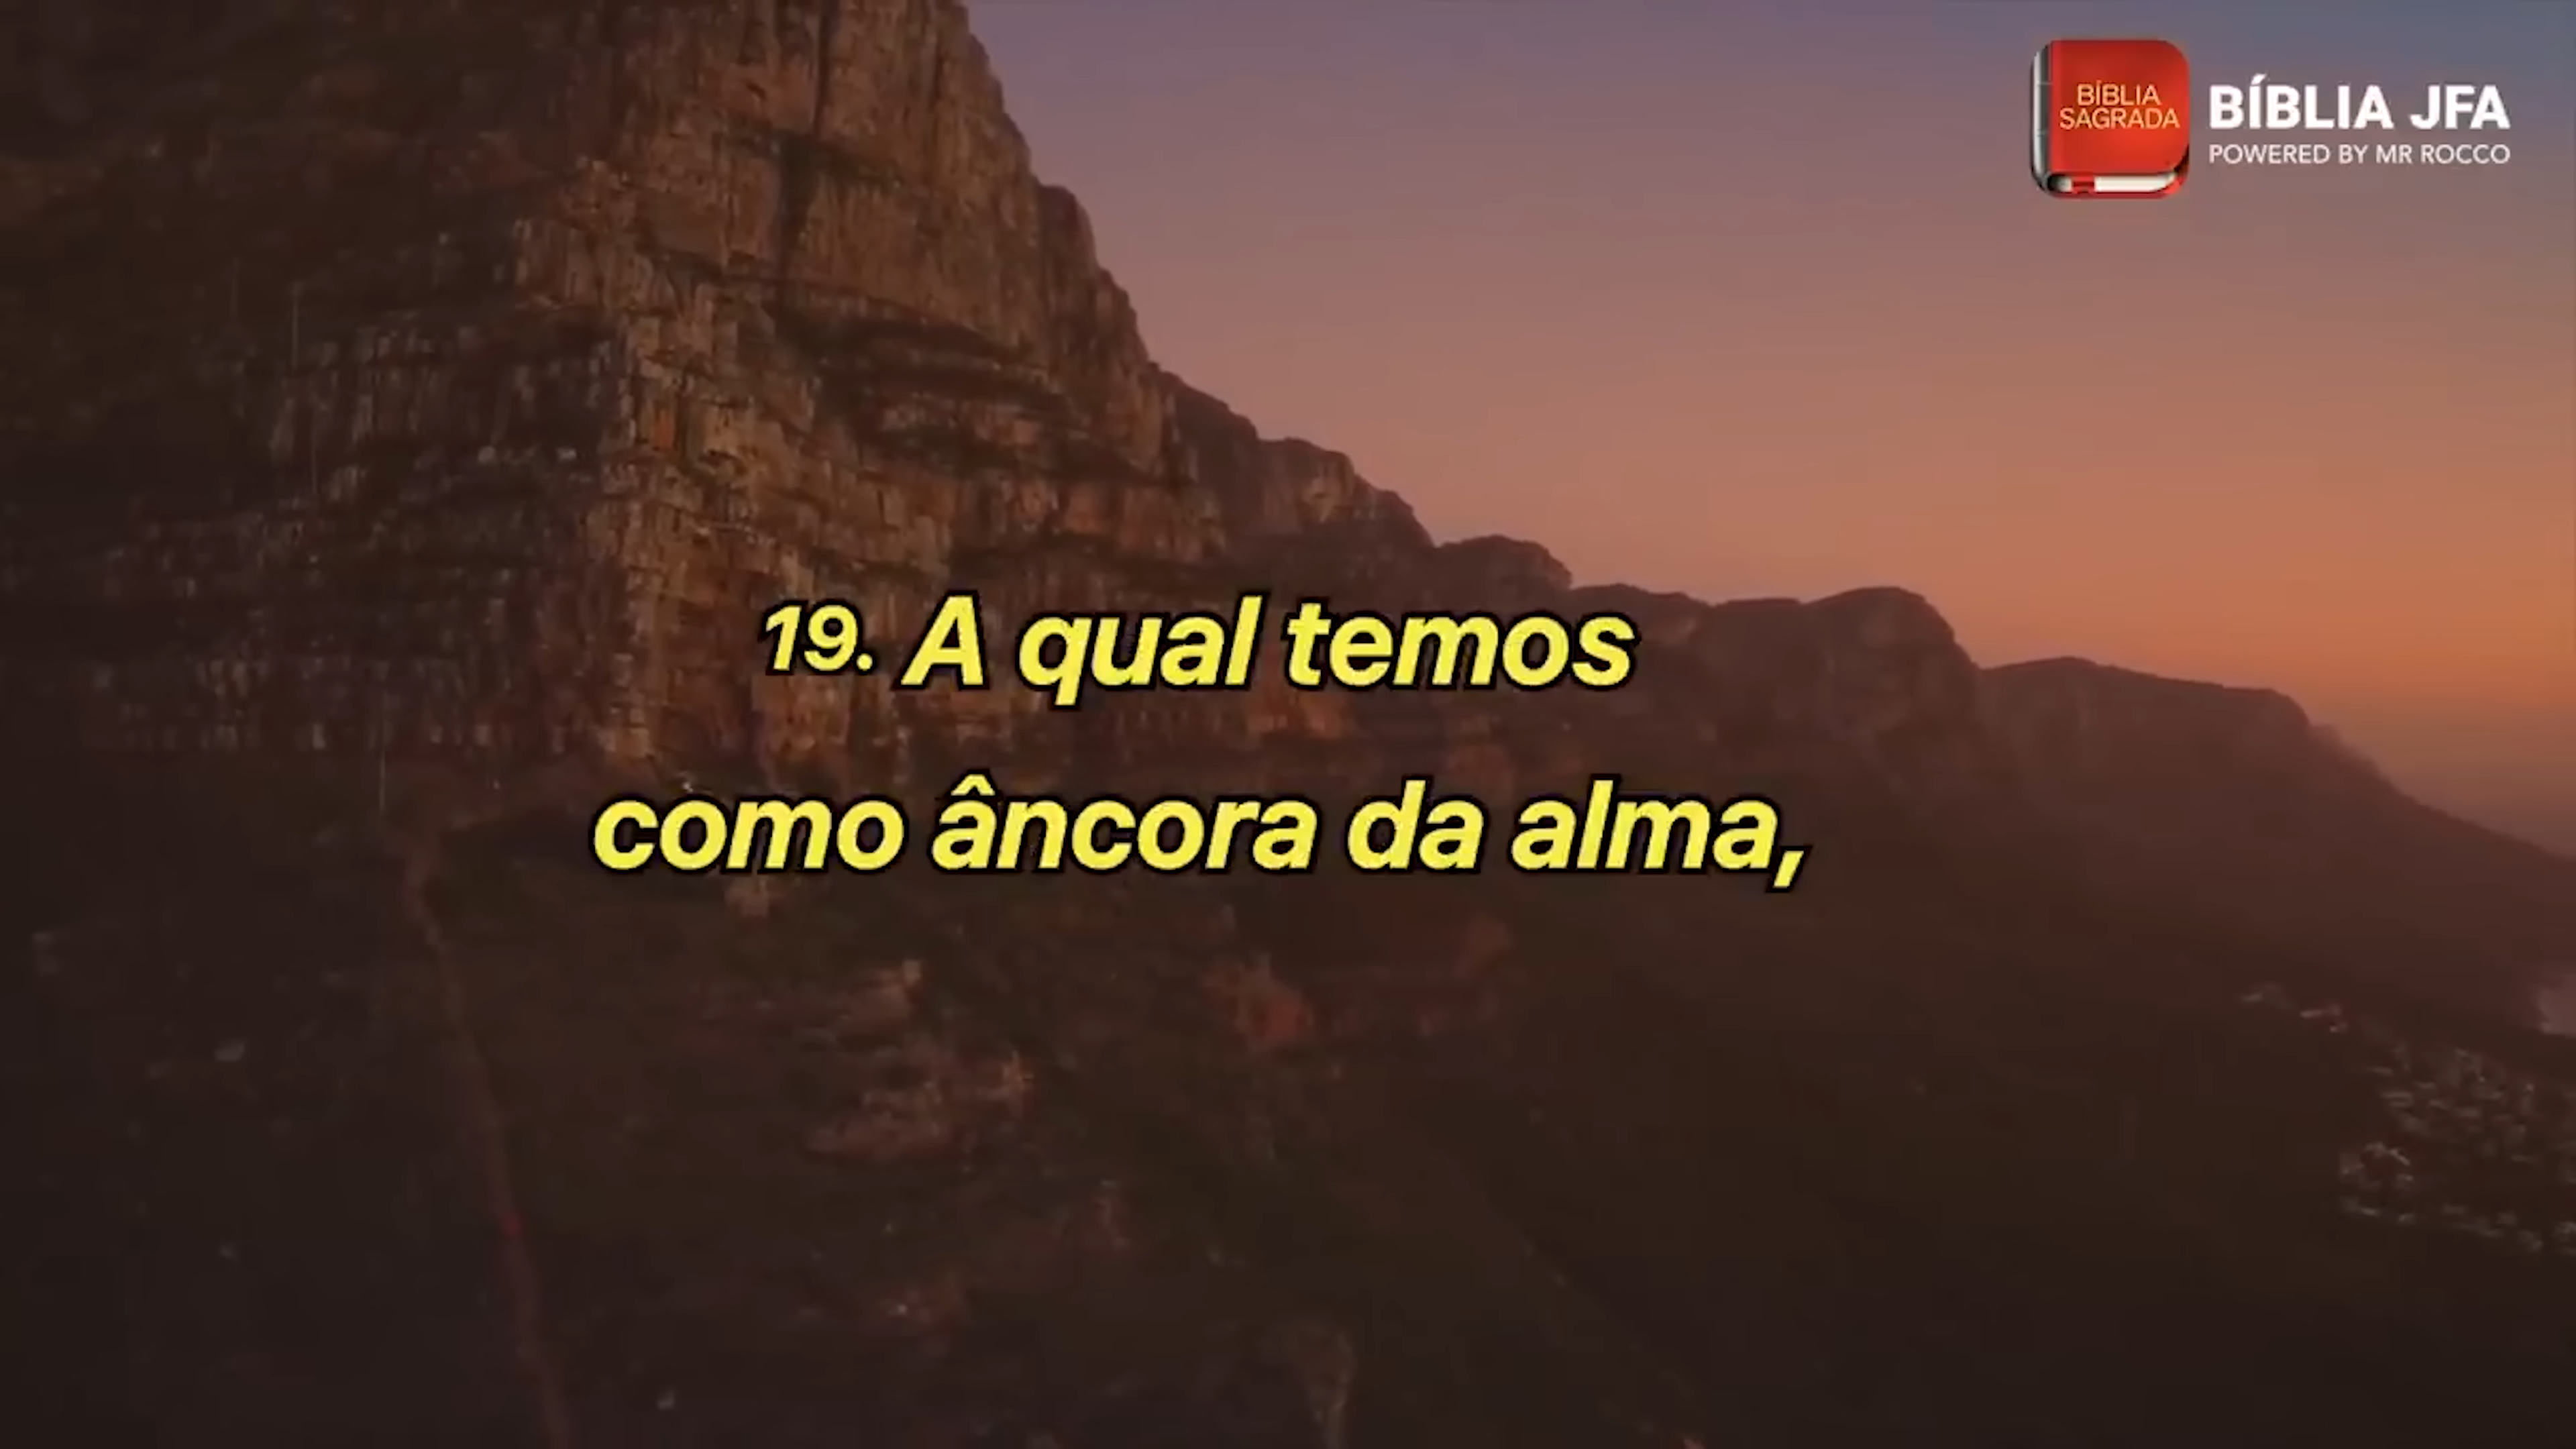 BÍBLIA
SAGRADA
BÍBLIA JFA
POWERED BY MR ROCCO
19. A qual temos
como âncora da alma,